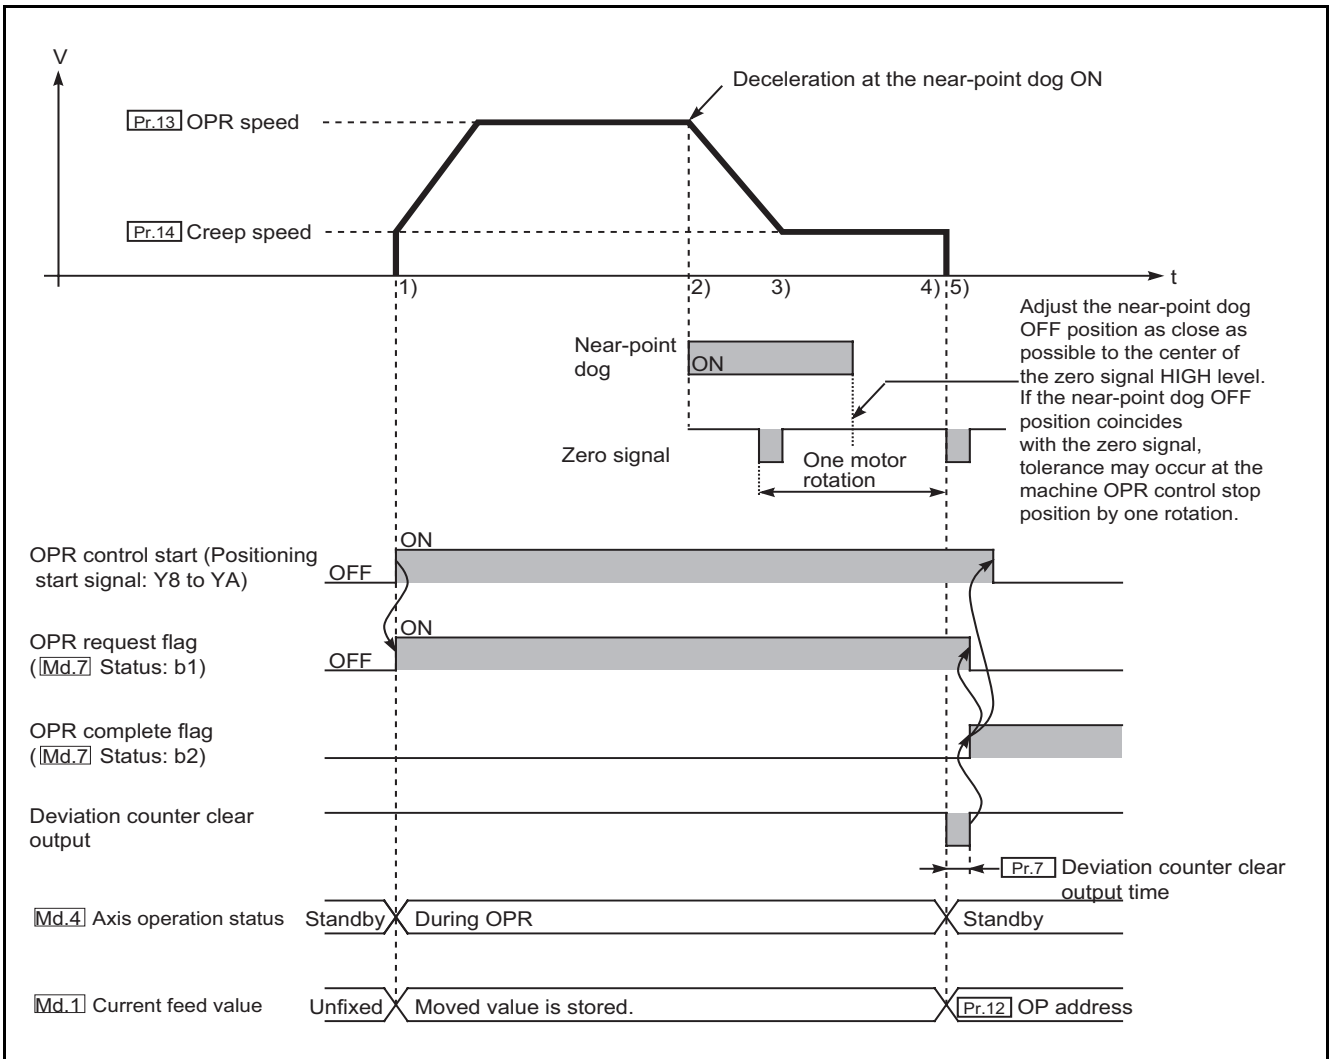 V
Deceleration at the near-point dog ON
Pr.13 OPR speed
Pr.14 Creep speed
t
1)
2)
3)
4) 5)
Adjust the near-point dog
OFF position as close as
possible to the center of
the zero signal HIGH level.
If the near-point dog OFF
position coincides
with the zero signal,
tolerance may occur at the
machine OPR control stop
position by one rotation.
Near-point
dog
ON
Zero signal
One motor
rotation
OPR control start (Positioning
start signal: Y8 to YA)
ON
OFF
OPR request flag
( Md.7 Status: b1)
ON
OFF
OPR complete flag
( Md.7 Status: b2)
Deviation counter clear
output
Pr.7 Deviation counter clear
output time
Md.4 Axis operation status
Standby
During OPR
Standby
Md.1 Current feed value
Unfixed
Moved value is stored.
Pr.12 OP address